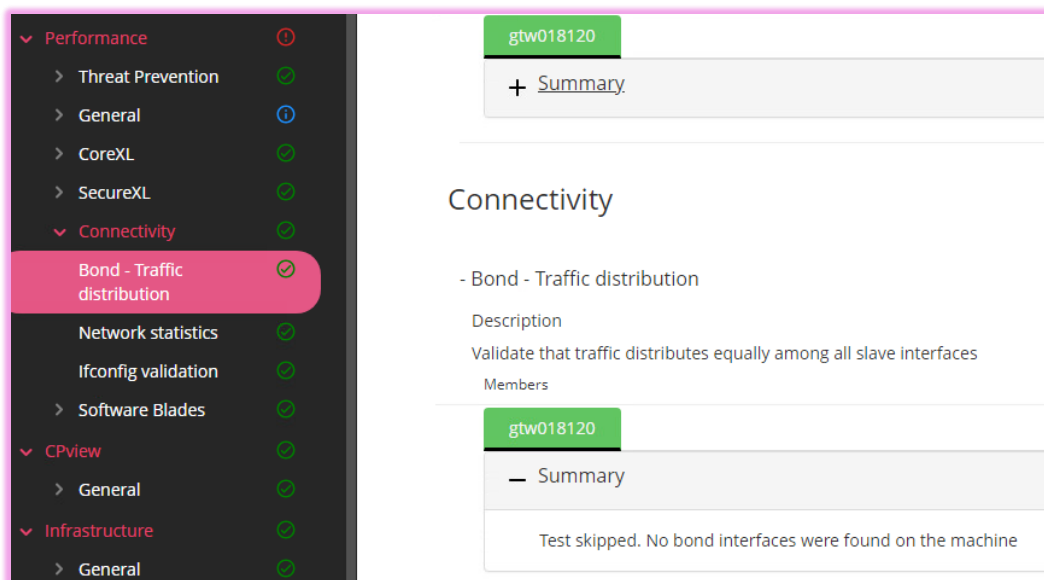 Performance
Threat Prevention
General
CoreXL
SecureXL
Connectivity
Bond - Traffic
distribution
Network statistics
Ifconfig validation
Software Blades
CPview
General
Infrastructure
General
gtw018120
+ Summary
Connectivity
- Bond - Traffic distribution
Description
Validate that traffic distributes equally among all slave interfaces
Members
gtw018120
– Summary
Test skipped. No bond interfaces were found on the machine